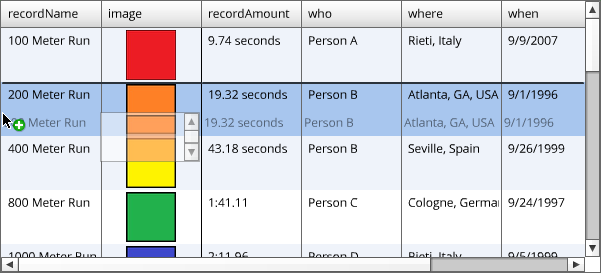 recordName image recordAmount who where when
100 Meter Run 9.74 seconds Person A Rieti, Italy 9/9/2007
200 Meter Run 19.32 seconds Person B Atlanta, GA, USA 9/1/1996
Meter Run 19.32 seconds Person B Atlanta, GA, USA 9/1/1996
400 Meter Run 43.18 seconds Person B Seville, Spain 9/26/1999
800 Meter Run 1:41.11 Person C Cologne, Germa 9/24/1997
1000 Meter Run 2:11.96 Person D Rieti, Italy 9/5/1999